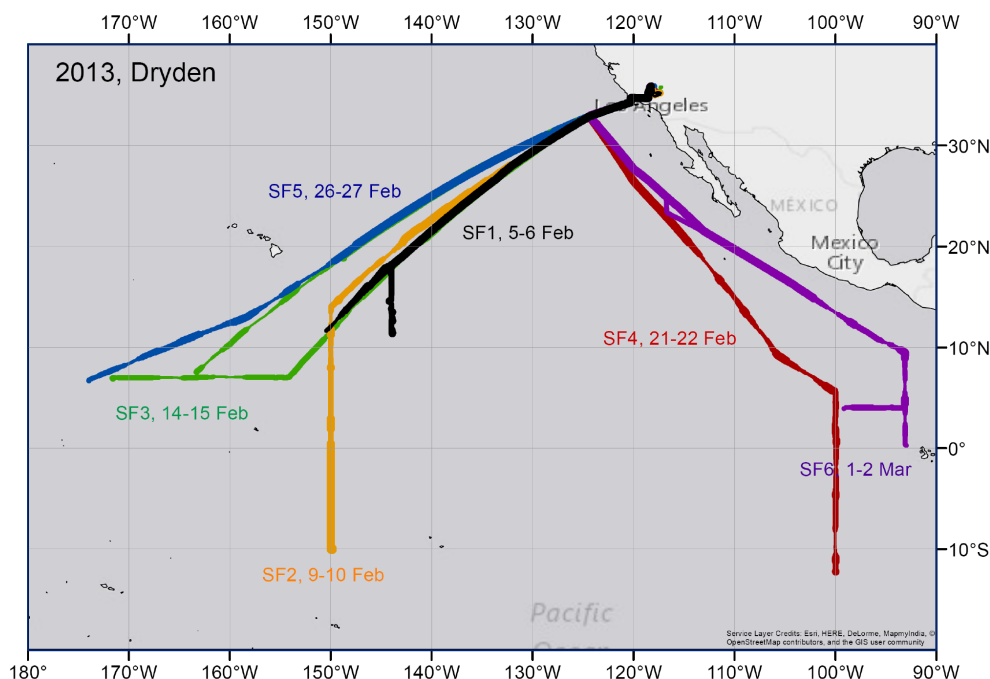 170°W 160°W 150°W 140°W 130°W 120°W 110°W 100°W 90°W
2013, Dryden
Los Angeles
30°N
SF5, 26-27 Feb
MÉXICO
SF1, 5-6 Feb
20°N
Mexico
City
SF4, 21-22 Feb
10°N
SF3, 14-15 Feb
0°
SF6, 1-2 Mar
10°S
SF2, 9-10 Feb
Pacific
Ocean
Service Layer Credits: Esri, HERE, DeLorme, MapmyIndia, ©
OpenStreetMap contributors, and the GIS user community
180 170°W 160°W 150°W 140°W 130°W 120°W 110°W 100°W 90°W